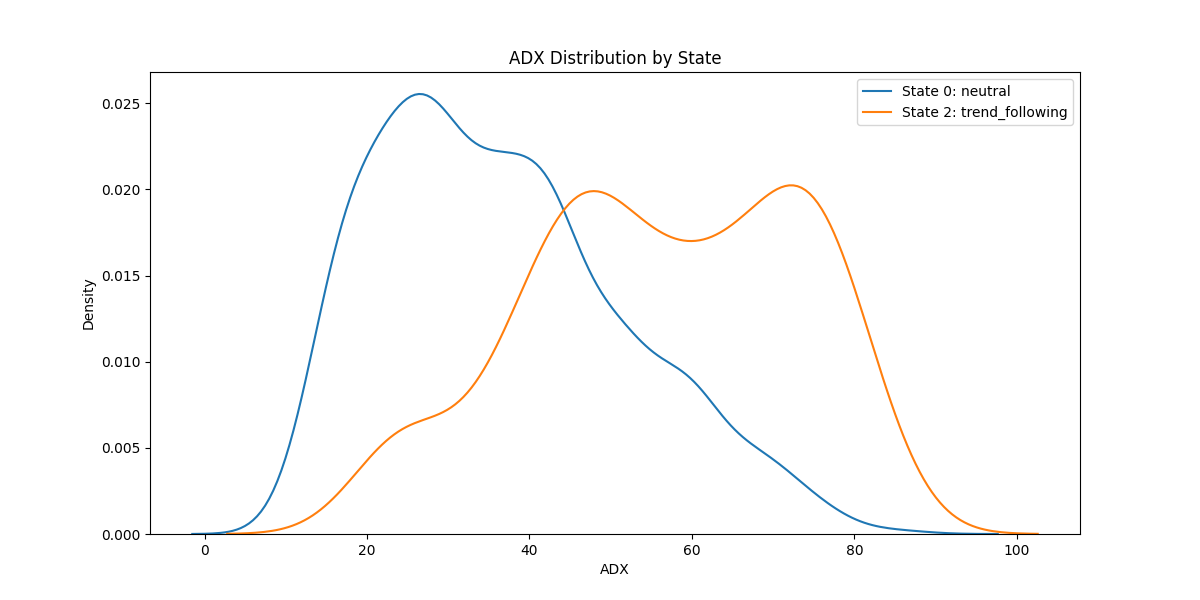 ADX Distribution by State
State 0: neutral
State 2: trend_following
Density
0.025
0.020
0.015
0.010
0.005
0.000
0 20 40 60 80 100
ADX